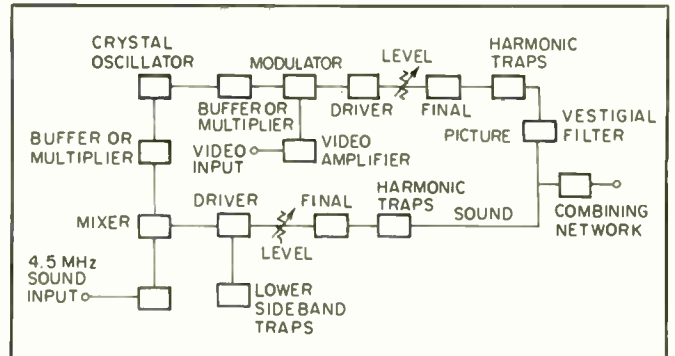 CRYSTAL
OSCILLATOR
BUFFER OR
MULTIPLIER
MODULATOR
DRIVER
LEVEL
FINAL
HARMONIC
TRAPS
VIDEO
INPUT
VIDEO
AMPLIFIER
PICTURE
VESTIGIAL
FILTER
BUFFER OR
MULTIPLIER
MIXER
DRIVER
LEVEL
FINAL
HARMONIC
TRAPS
SOUND
COMBINING
NETWORK
4.5 MHz
SOUND
INPUT
LOWER
SIDEBAND
TRAPS